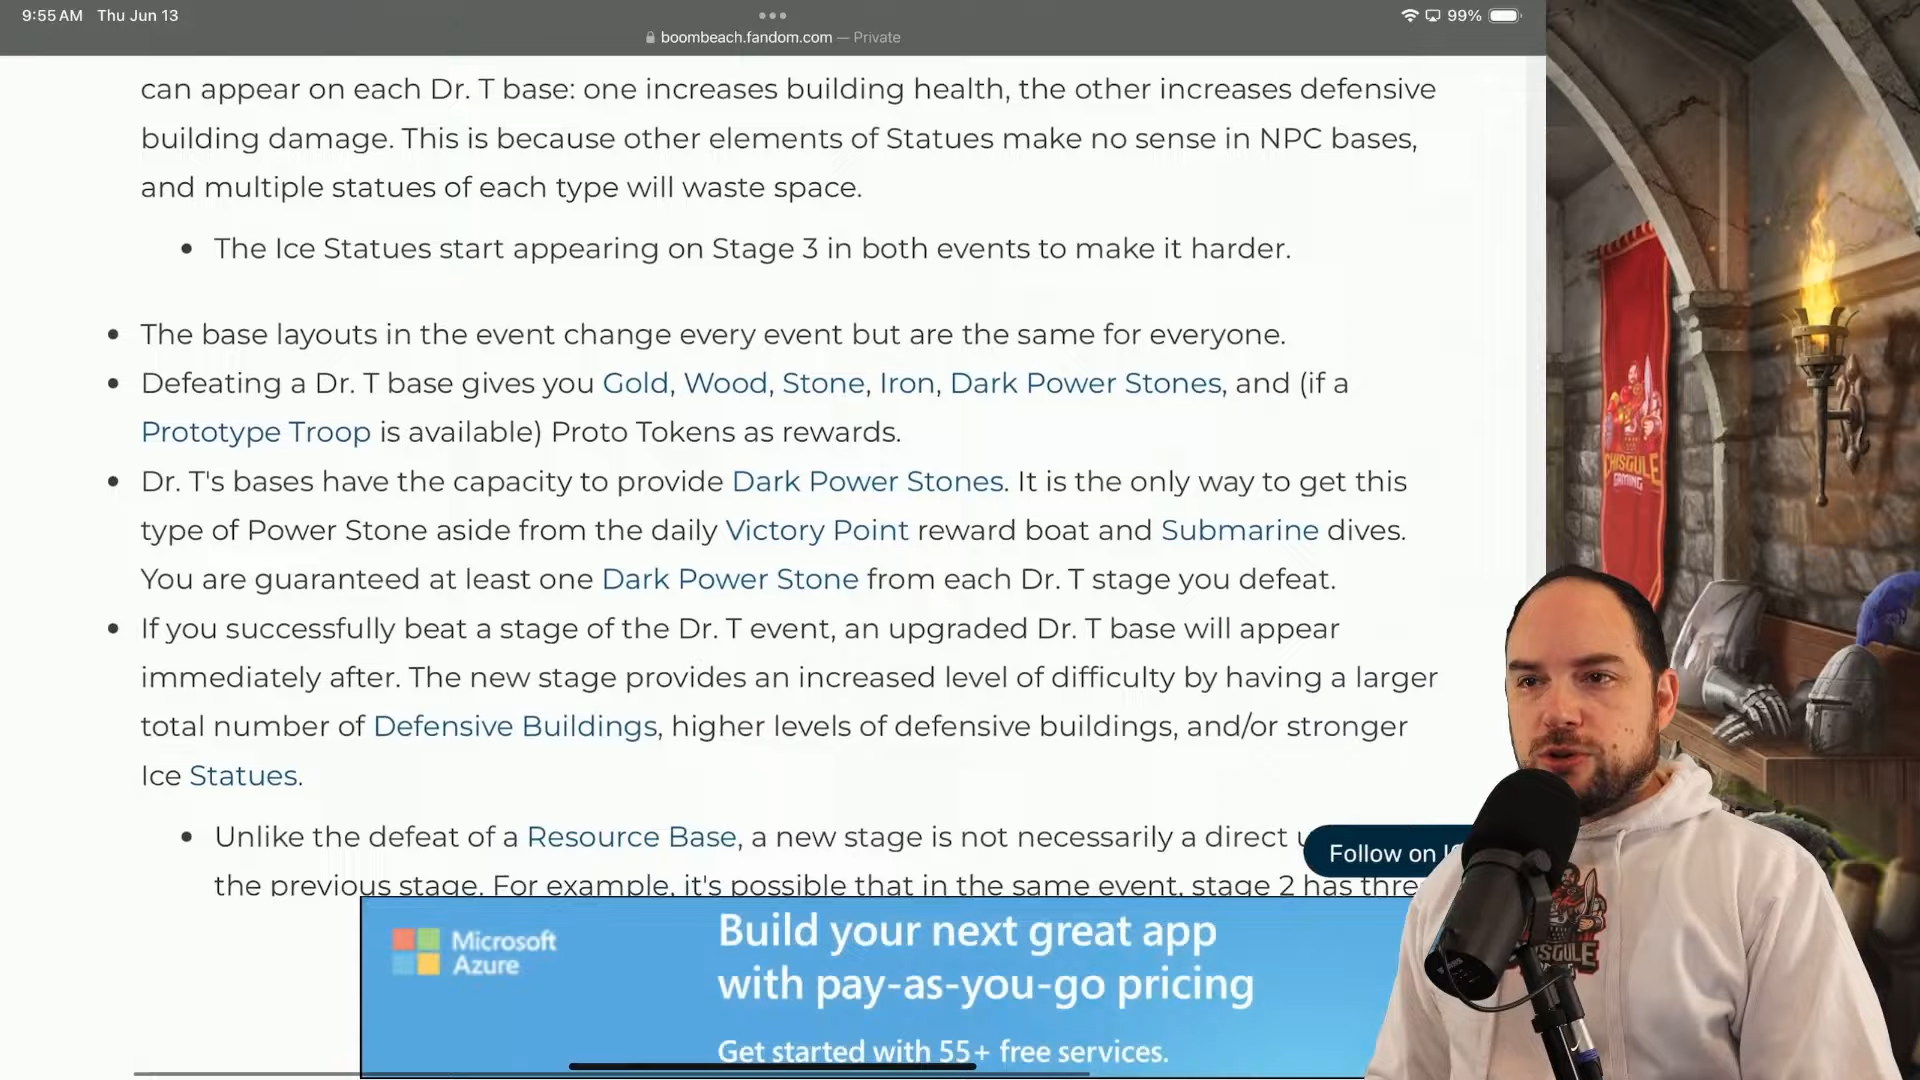 9:55 AM Thu Jun 13
99%
boombeach.fandom.com — Private
can appear on each Dr. T base: one increases building health, the other increases defensive
building damage. This is because other elements of Statues make no sense in NPC bases,
and multiple statues of each type will waste space.
The Ice Statues start appearing on Stage 3 in both events to make it harder.
The base layouts in the event change every event but are the same for everyone.
Defeating a Dr. T base gives you Gold, Wood, Stone, Iron, Dark Power Stones, and (if a
Prototype Troop is available) Proto Tokens as rewards.
Dr. T's bases have the capacity to provide Dark Power Stones. It is the only way to get this
type of Power Stone aside from the daily Victory Point reward boat and Submarine dives.
You are guaranteed at least one Dark Power Stone from each Dr. T stage you defeat.
If you successfully beat a stage of the Dr. T event, an upgraded Dr. T base will appear
immediately after. The new stage provides an increased level of difficulty by having a larger
total number of Defensive Buildings, higher levels of defensive buildings, and/or stronger
Ice Statues.
Unlike the defeat of a Resource Base, a new stage is not necessarily a direct
the previous stage. For example, it's possible that in the same event, stage 2 has
Follow on
Microsoft
Azure
Build your next great app
with pay-as-you-go pricing
Get started with 55+ free services.
CHISGULE
GAMING